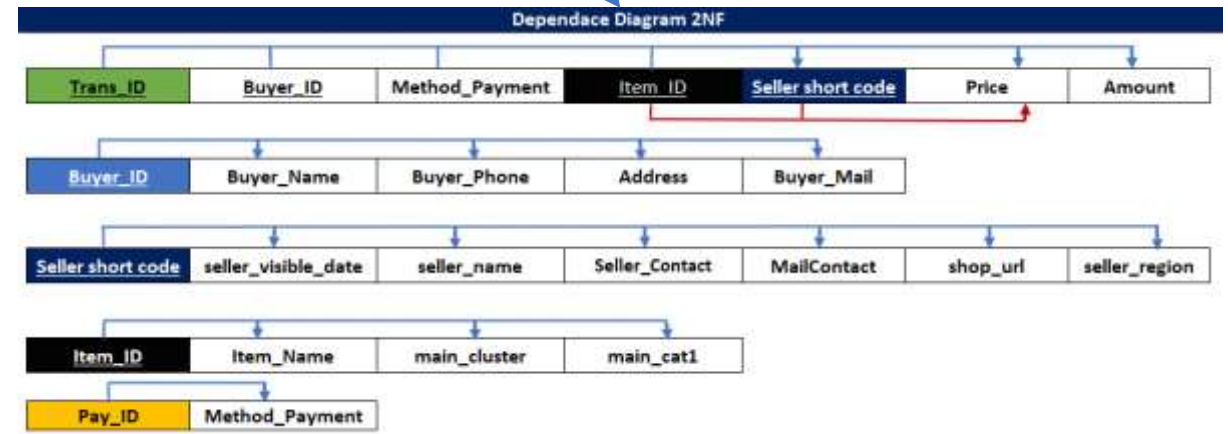 Dependace Diagram 2NF
Trans_ID Buyer_ID Method_Payment Item_ID Seller short code Price Amount
Buyer_ID Buyer_Name Buyer_Phone Address Buyer_Mail
Seller short code seller_visible_date seller_name Seller_Contact MailContact shop_url seller_region
Item_ID Item_Name main_cluster main_cat1
Pay_ID Method_Payment